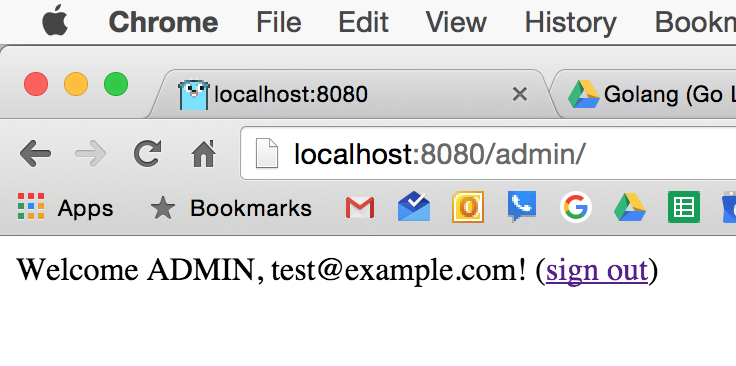 Chrome File Edit View History Bookm
localhost:8080 Golang (Go L
localhost:8080/admin/
Apps Bookmarks
Welcome ADMIN, test@example.com! (sign out)